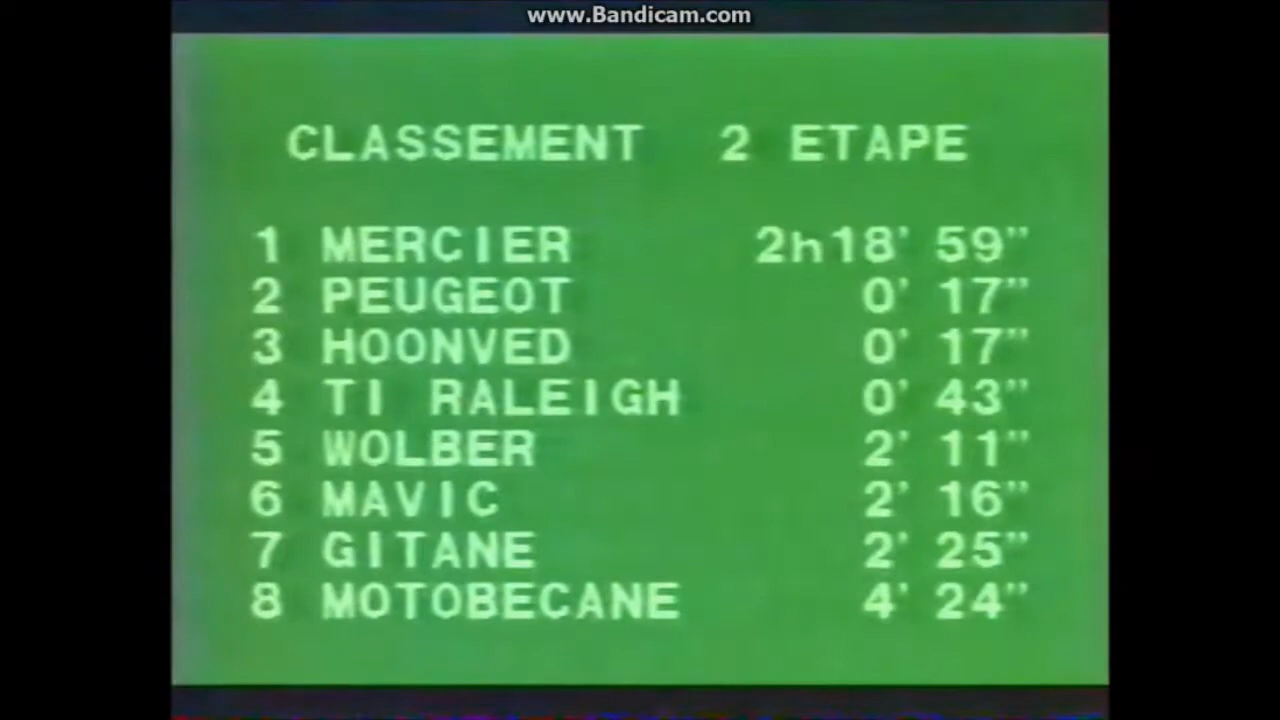 www.Bandicam.com
CLASSEMENT 2 ETAPE
1 MERCIER 2h18' 59"
2 PEUGEOT 0' 17"
3 HOONVED 0' 17"
4 TI RALEIGH 0' 43"
5 WOLBER 2' 11"
6 MAVIC 2' 16"
7 GITANE 2' 25"
8 MOTOBECANE 4' 24"